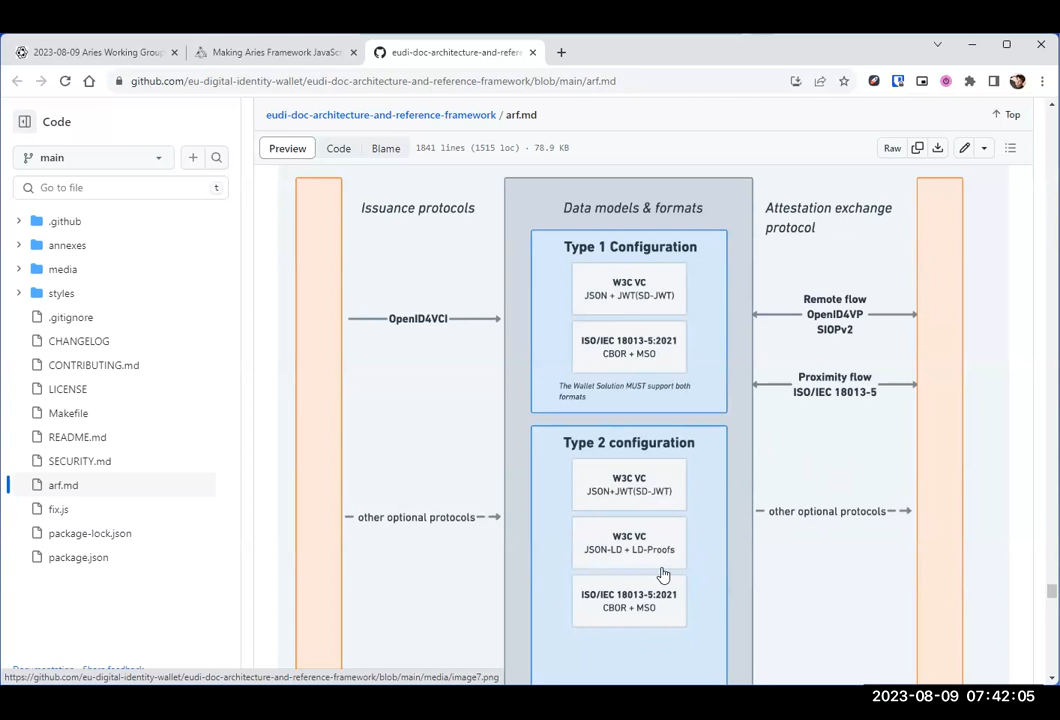 2023-08-09 Aries Working Group
Making Aries Framework JavaScr
eudi-doc-architecture-and-refere
github.com/eu-digital-identity-wallet/eudi-doc-architecture-and-reference-framework/blob/main/arf.md
Code
main
Go to file
t
.github
annexes
media
styles
.gitignore
CHANGELOG
CONTRIBUTING.md
LICENSE
Makefile
README.md
SECURITY.md
arf.md
fix.js
package-lock.json
package.json
Documentation · Share feedback
eudi-doc-architecture-and-reference-framework / arf.md
Top
Preview
Code
Blame
1841 lines (1515 loc) · 78.9 KB
Raw
Issuance protocols
Data models & formats
Attestation exchange
protocol
Type 1 Configuration
W3C VC
JSON + JWT(SD-JWT)
OpenID4VCI
Remote flow
OpenID4VP
SIOPv2
ISO/IEC 18013-5:2021
CBOR + MSO
The Wallet Solution MUST support both
formats
Proximity flow
ISO/IEC 18013-5
Type 2 configuration
W3C VC
JSON+JWT(SD-JWT)
other optional protocols
other optional protocols
W3C VC
JSON-LD + LD-Proofs
ISO/IEC 18013-5:2021
CBOR + MSO
https://github.com/eu-digital-identity-wallet/eudi-doc-architecture-and-reference-framework/blob/main/media/image7.png
2023-08-09 07:42:05